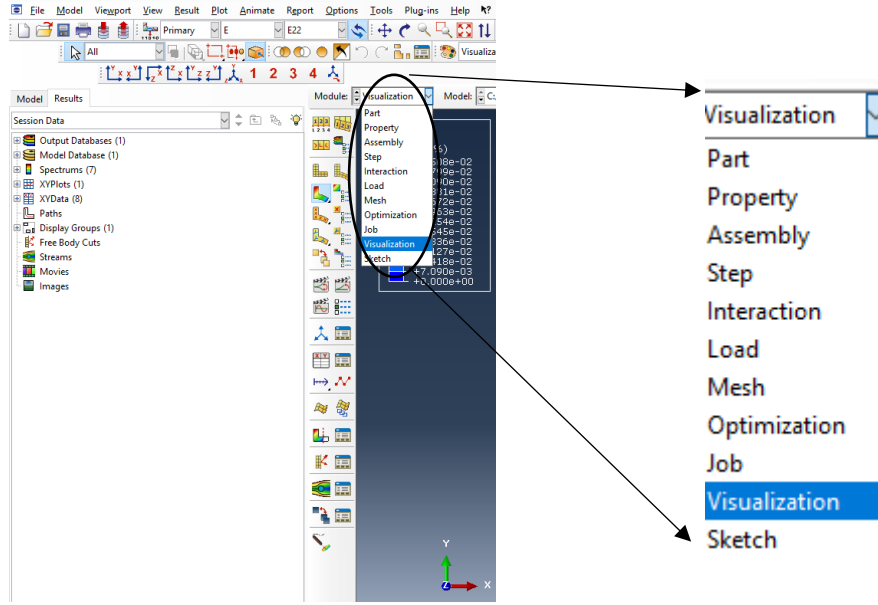 File Model Viewport View Result Plot Animate Report Options Tools Plug-ins Help
Primary E E22
All Visualiza
1 2 3 4
Model Results
Module: Visualization Model: C:
Session Data
Output Databases (1)
Model Database (1)
Spectrums (7)
XYPlots (1)
XYData (8)
Paths
Display Groups (1)
Free Body Cuts
Streams
Movies
Images
Part
Property
Assembly
Step
Interaction
Load
Mesh
Optimization
Job
Visualization
Sketch
+7.090e-03
+0.000e+00
Y
Z X
Visualization
Part
Property
Assembly
Step
Interaction
Load
Mesh
Optimization
Job
Visualization
Sketch